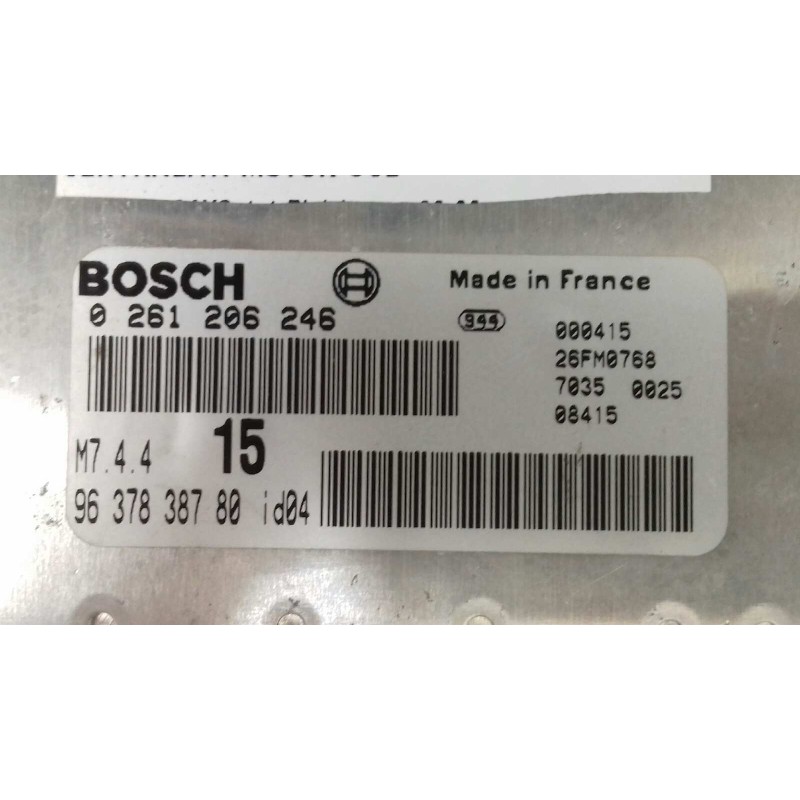 BOSCH Made in France
0 261 206 246 944 000415
26FM0768
7035 0025
08415
M7.4.4 15
96 378 387 80 id04